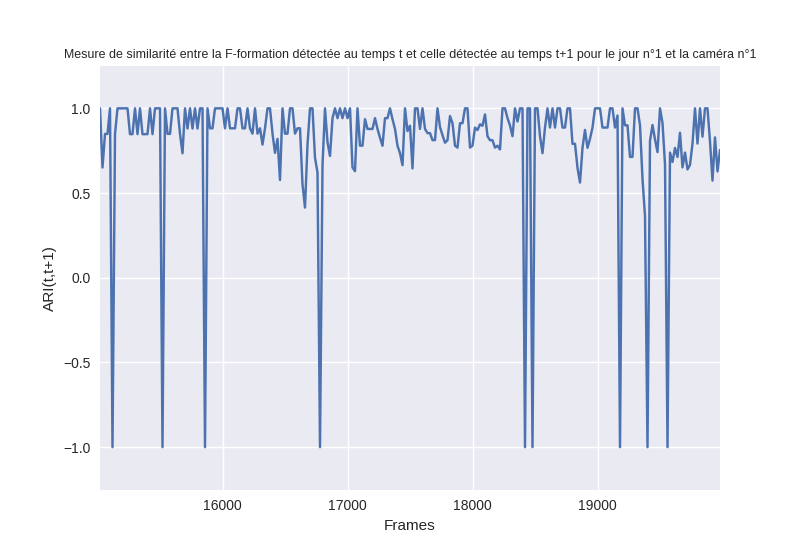 Mesure de similarité entre la F-formation détectée au temps t et celle détectée au temps t+1 pour le jour n°1 et la caméra n°1
1.0
0.5
0.0
−0.5
−1.0
ARI(t,t+1)
16000 17000 18000 19000
Frames